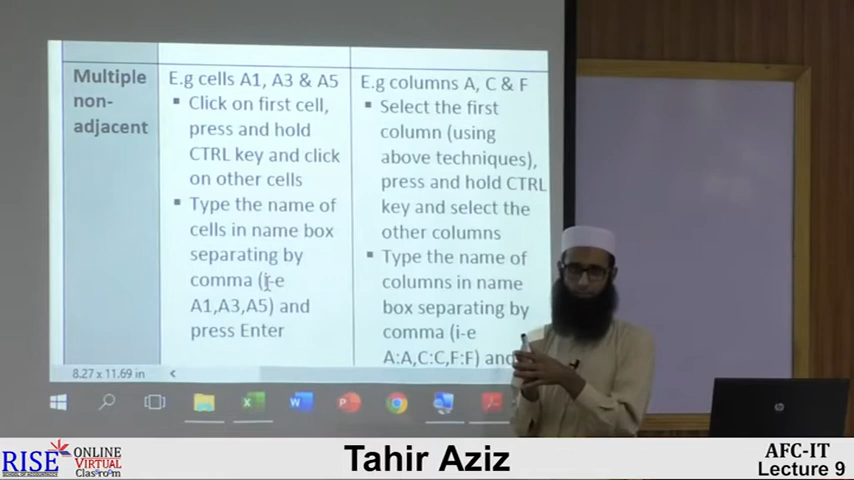 Multiple
non-
adjacent
E.g cells A1, A3 & A5
▪ Click on first cell,
press and hold
CTRL key and click
on other cells
▪ Type the name of
cells in name box
separating by
comma (i-e
A1,A3,A5) and
press Enter
E.g columns A, C & F
▪ Select the first
column (using
above techniques),
press and hold CTRL
key and select the
other columns
▪ Type the name of
columns in name
box separating by
comma (i-e
A:A,C:C,F:F) and
8.27 x 11.69 in
RISE
SCHOOL OF ACCOUNTANCY
ONLINE
VIRTUAL
Classroom
Tahir Aziz
AFC-IT
Lecture 9